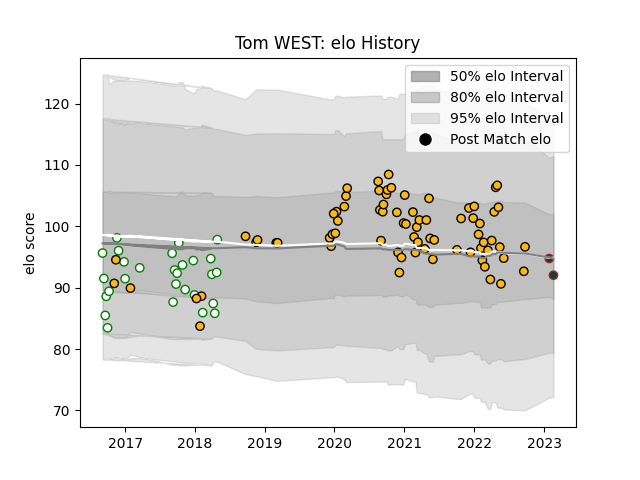 Tom WEST: elo History
50% elo Interval
80% elo Interval
95% elo Interval
Post Match elo
elo score
120
110
100
90
80
70
2017
2018
2019
2020
2021
2022
2023